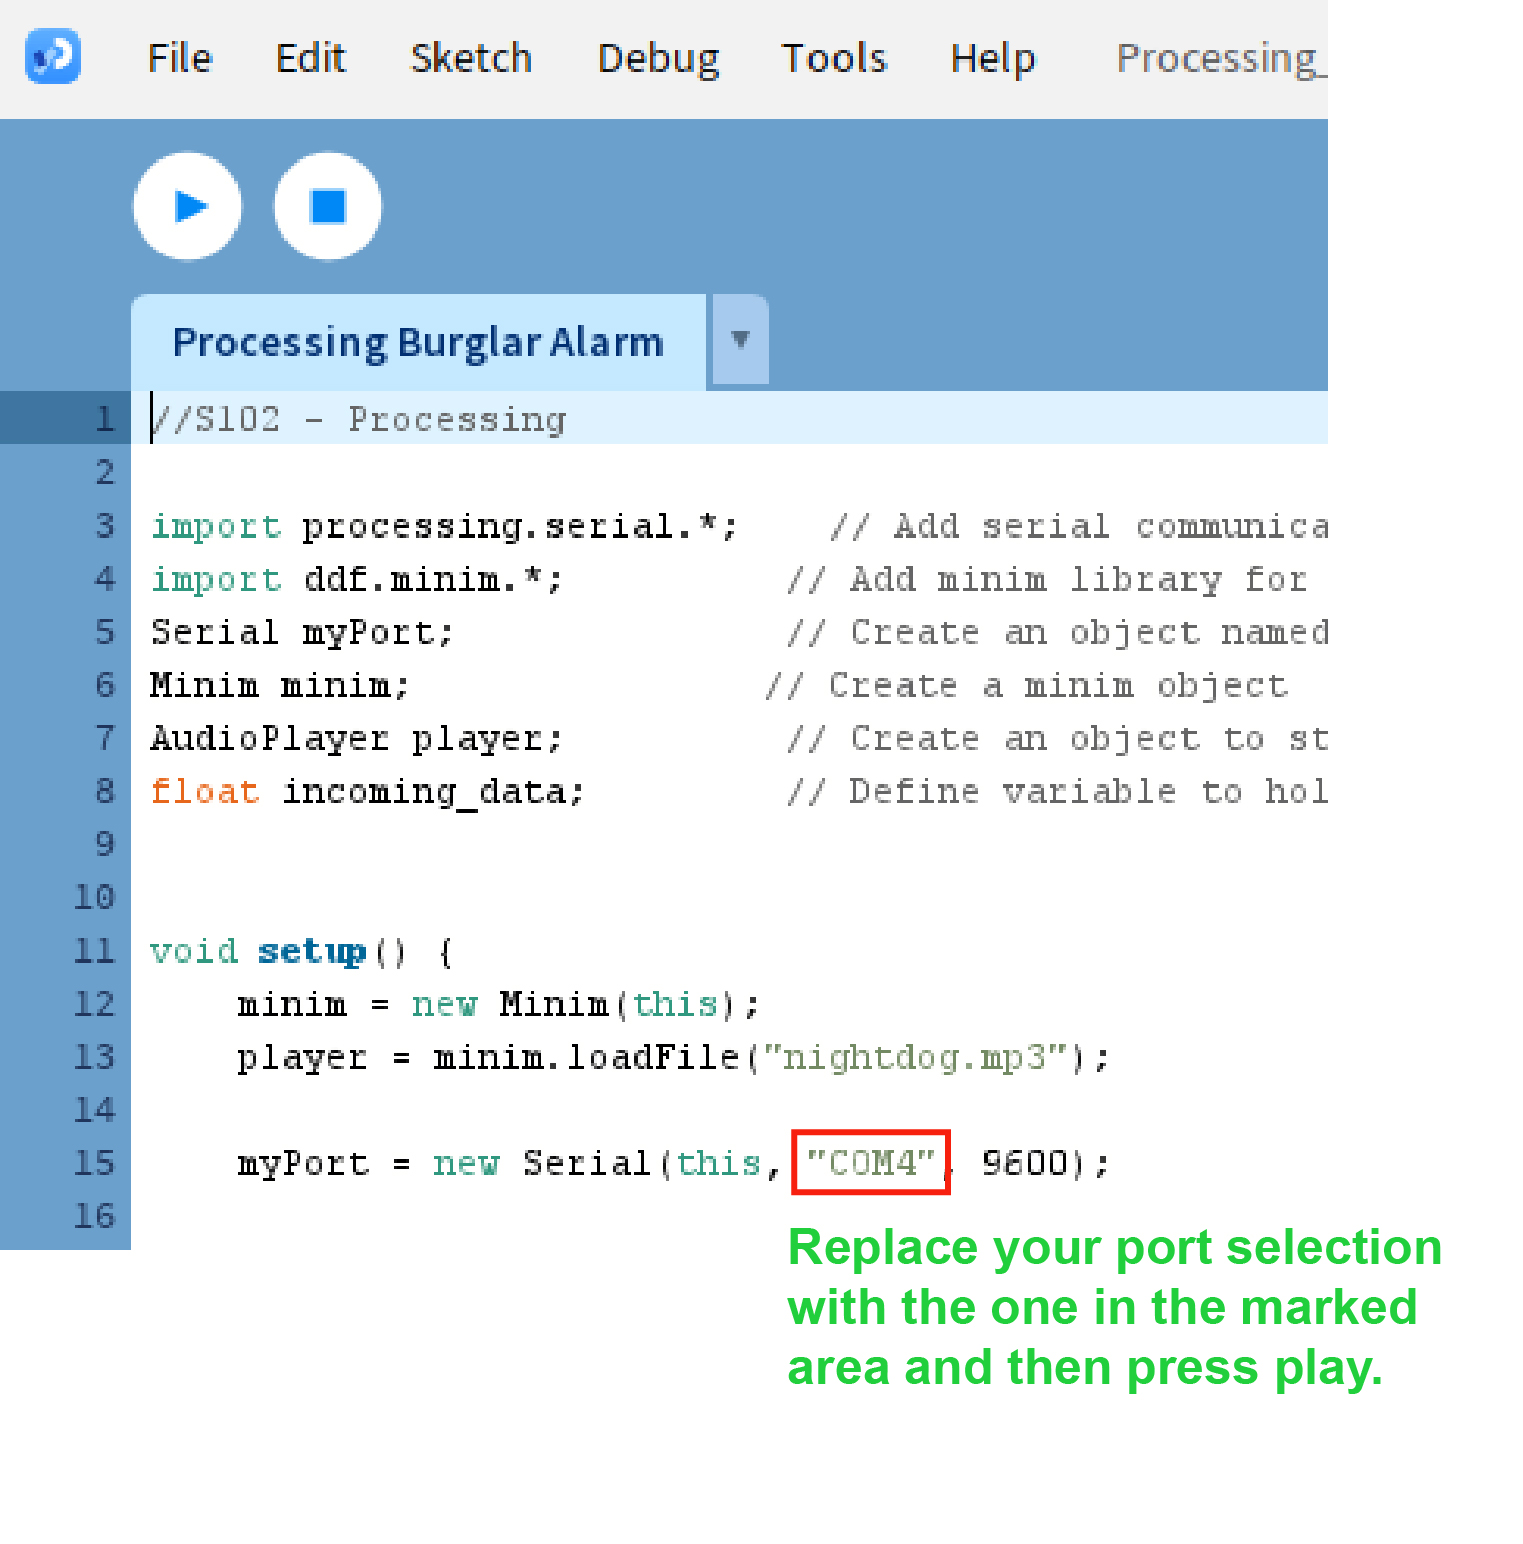 File Edit Sketch Debug Tools Help Processing_
Processing Burglar Alarm ▼
1 //S102 - Processing
2
3 import processing.serial.*; // Add serial communica
4 import ddf.minim.*; // Add minim library for
5 Serial myPort; // Create an object named
6 Minim minim; // Create a minim object
7 AudioPlayer player; // Create an object to st
8 float incoming_data; // Define variable to hol
9
10
11 void setup() {
12 minim = new Minim(this);
13 player = minim.loadFile("nightdog.mp3");
14
15 myPort = new Serial(this, "COM4", 9600);
16
Replace your port selection
with the one in the marked
area and then press play.